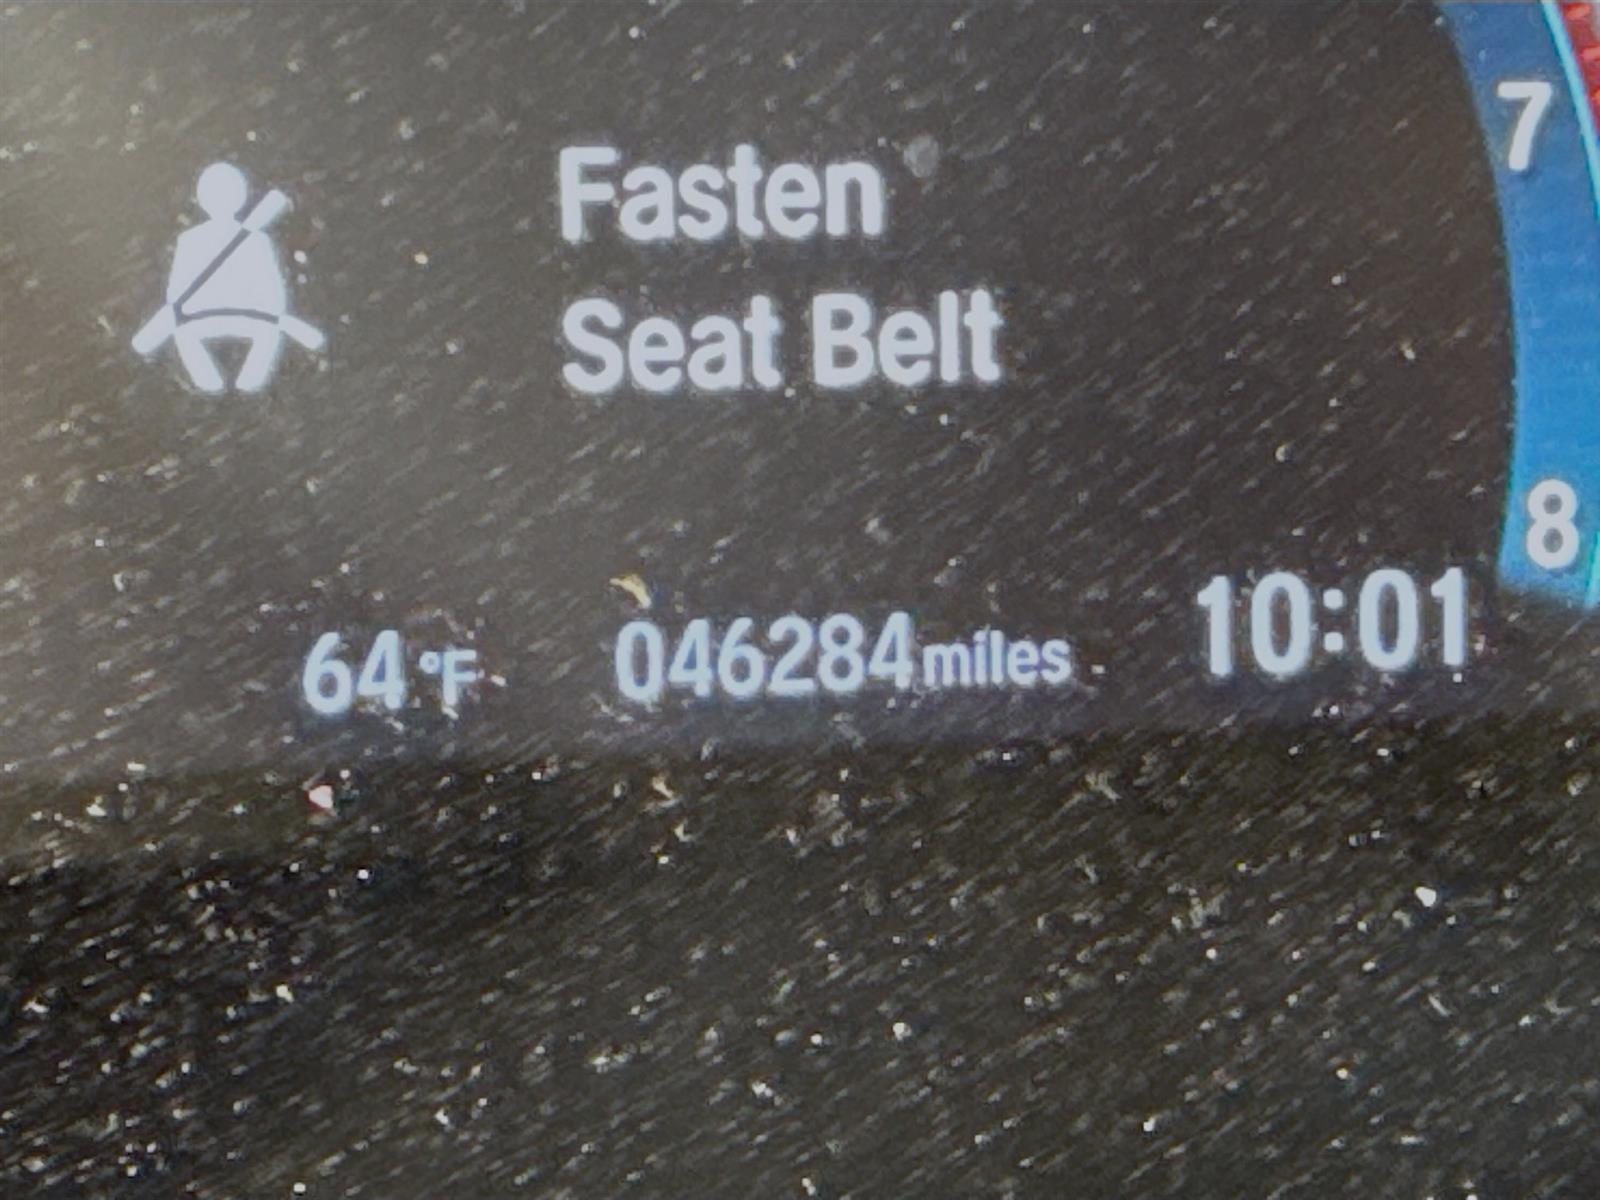 7
Fasten
Seat Belt
8
64 °F 046284 miles 10:01